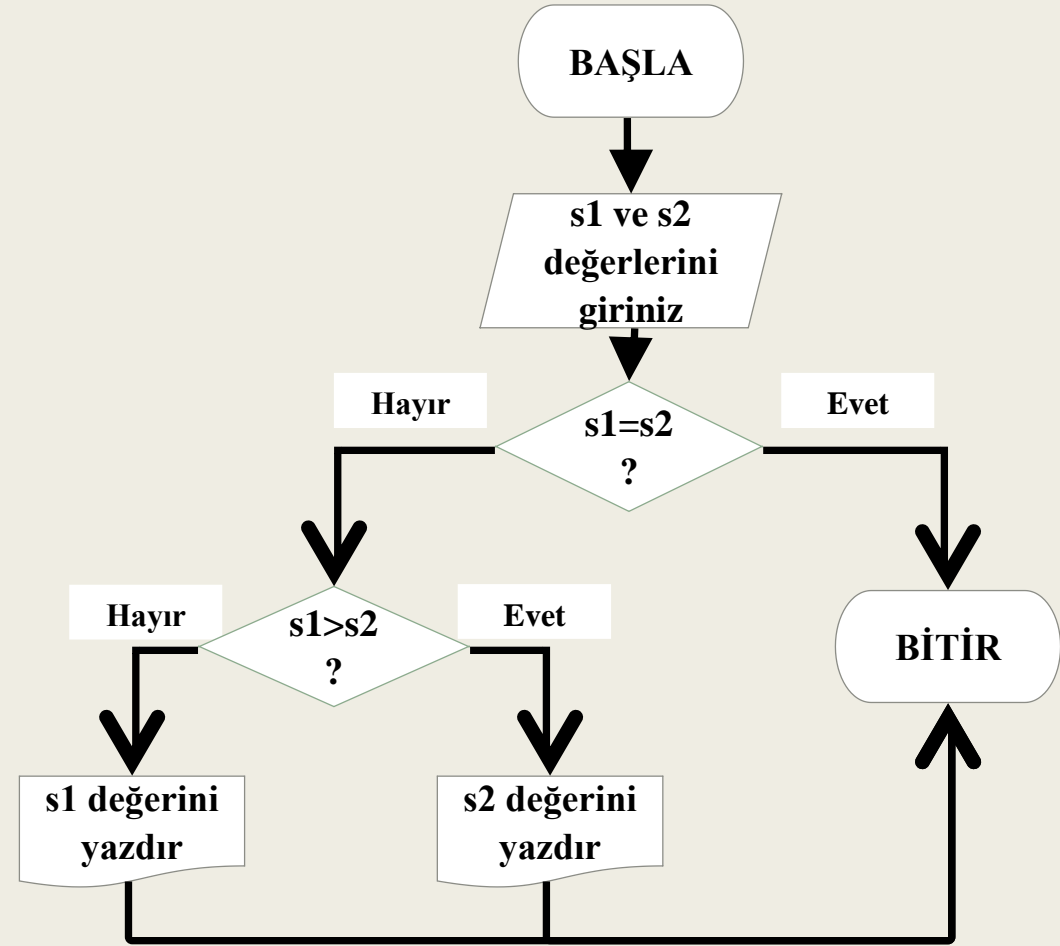 BAŞLA
s1 ve s2
değerlerini
giriniz
Hayır
s1=s2
?
Evet
Hayır
s1>s2
?
Evet
BİTİR
s1 değerini
yazdır
s2 değerini
yazdır